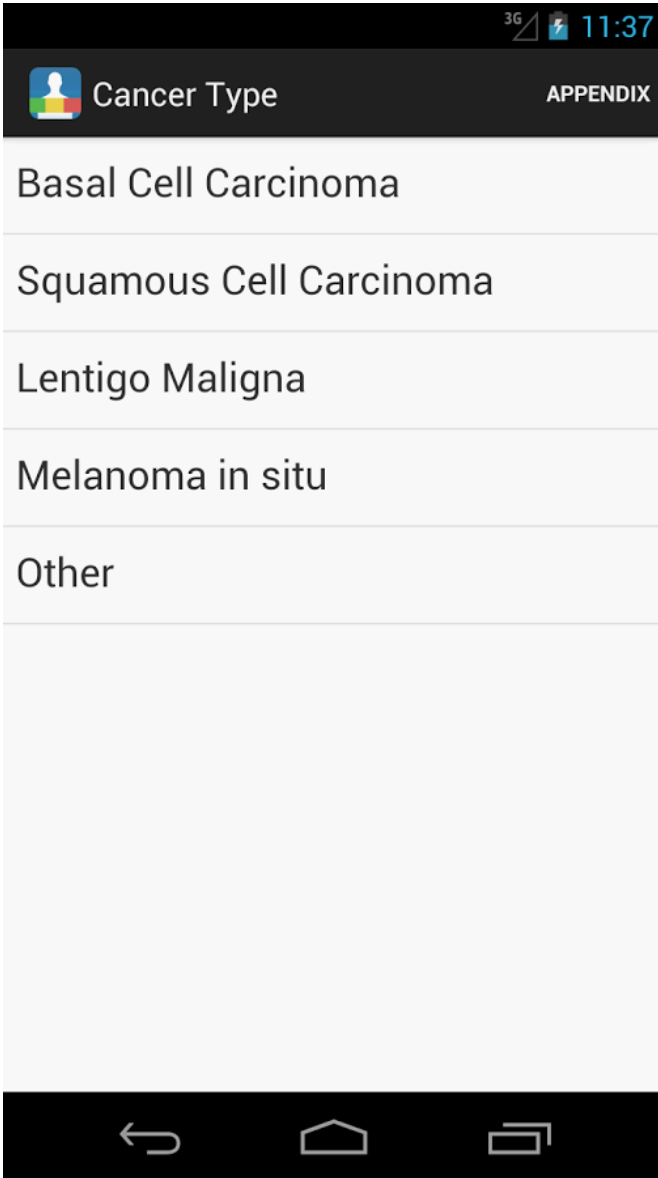 3G 11:37
Cancer Type APPENDIX
Basal Cell Carcinoma
Squamous Cell Carcinoma
Lentigo Maligna
Melanoma in situ
Other